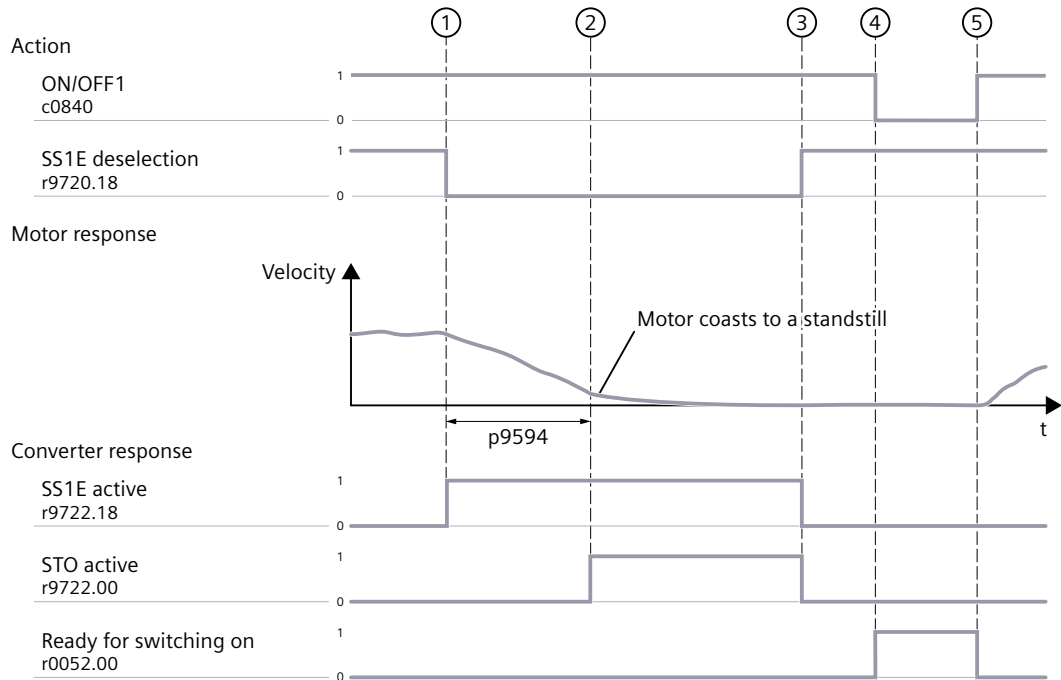 ① ② ③ ④ ⑤
Action
ON/OFF1
c0840
1
0
SS1E deselection
r9720.18
1
0
Motor response
Velocity
Motor coasts to a standstill
t
p9594
Converter response
SS1E active
r9722.18
1
0
STO active
r9722.00
1
0
Ready for switching on
r0052.00
1
0